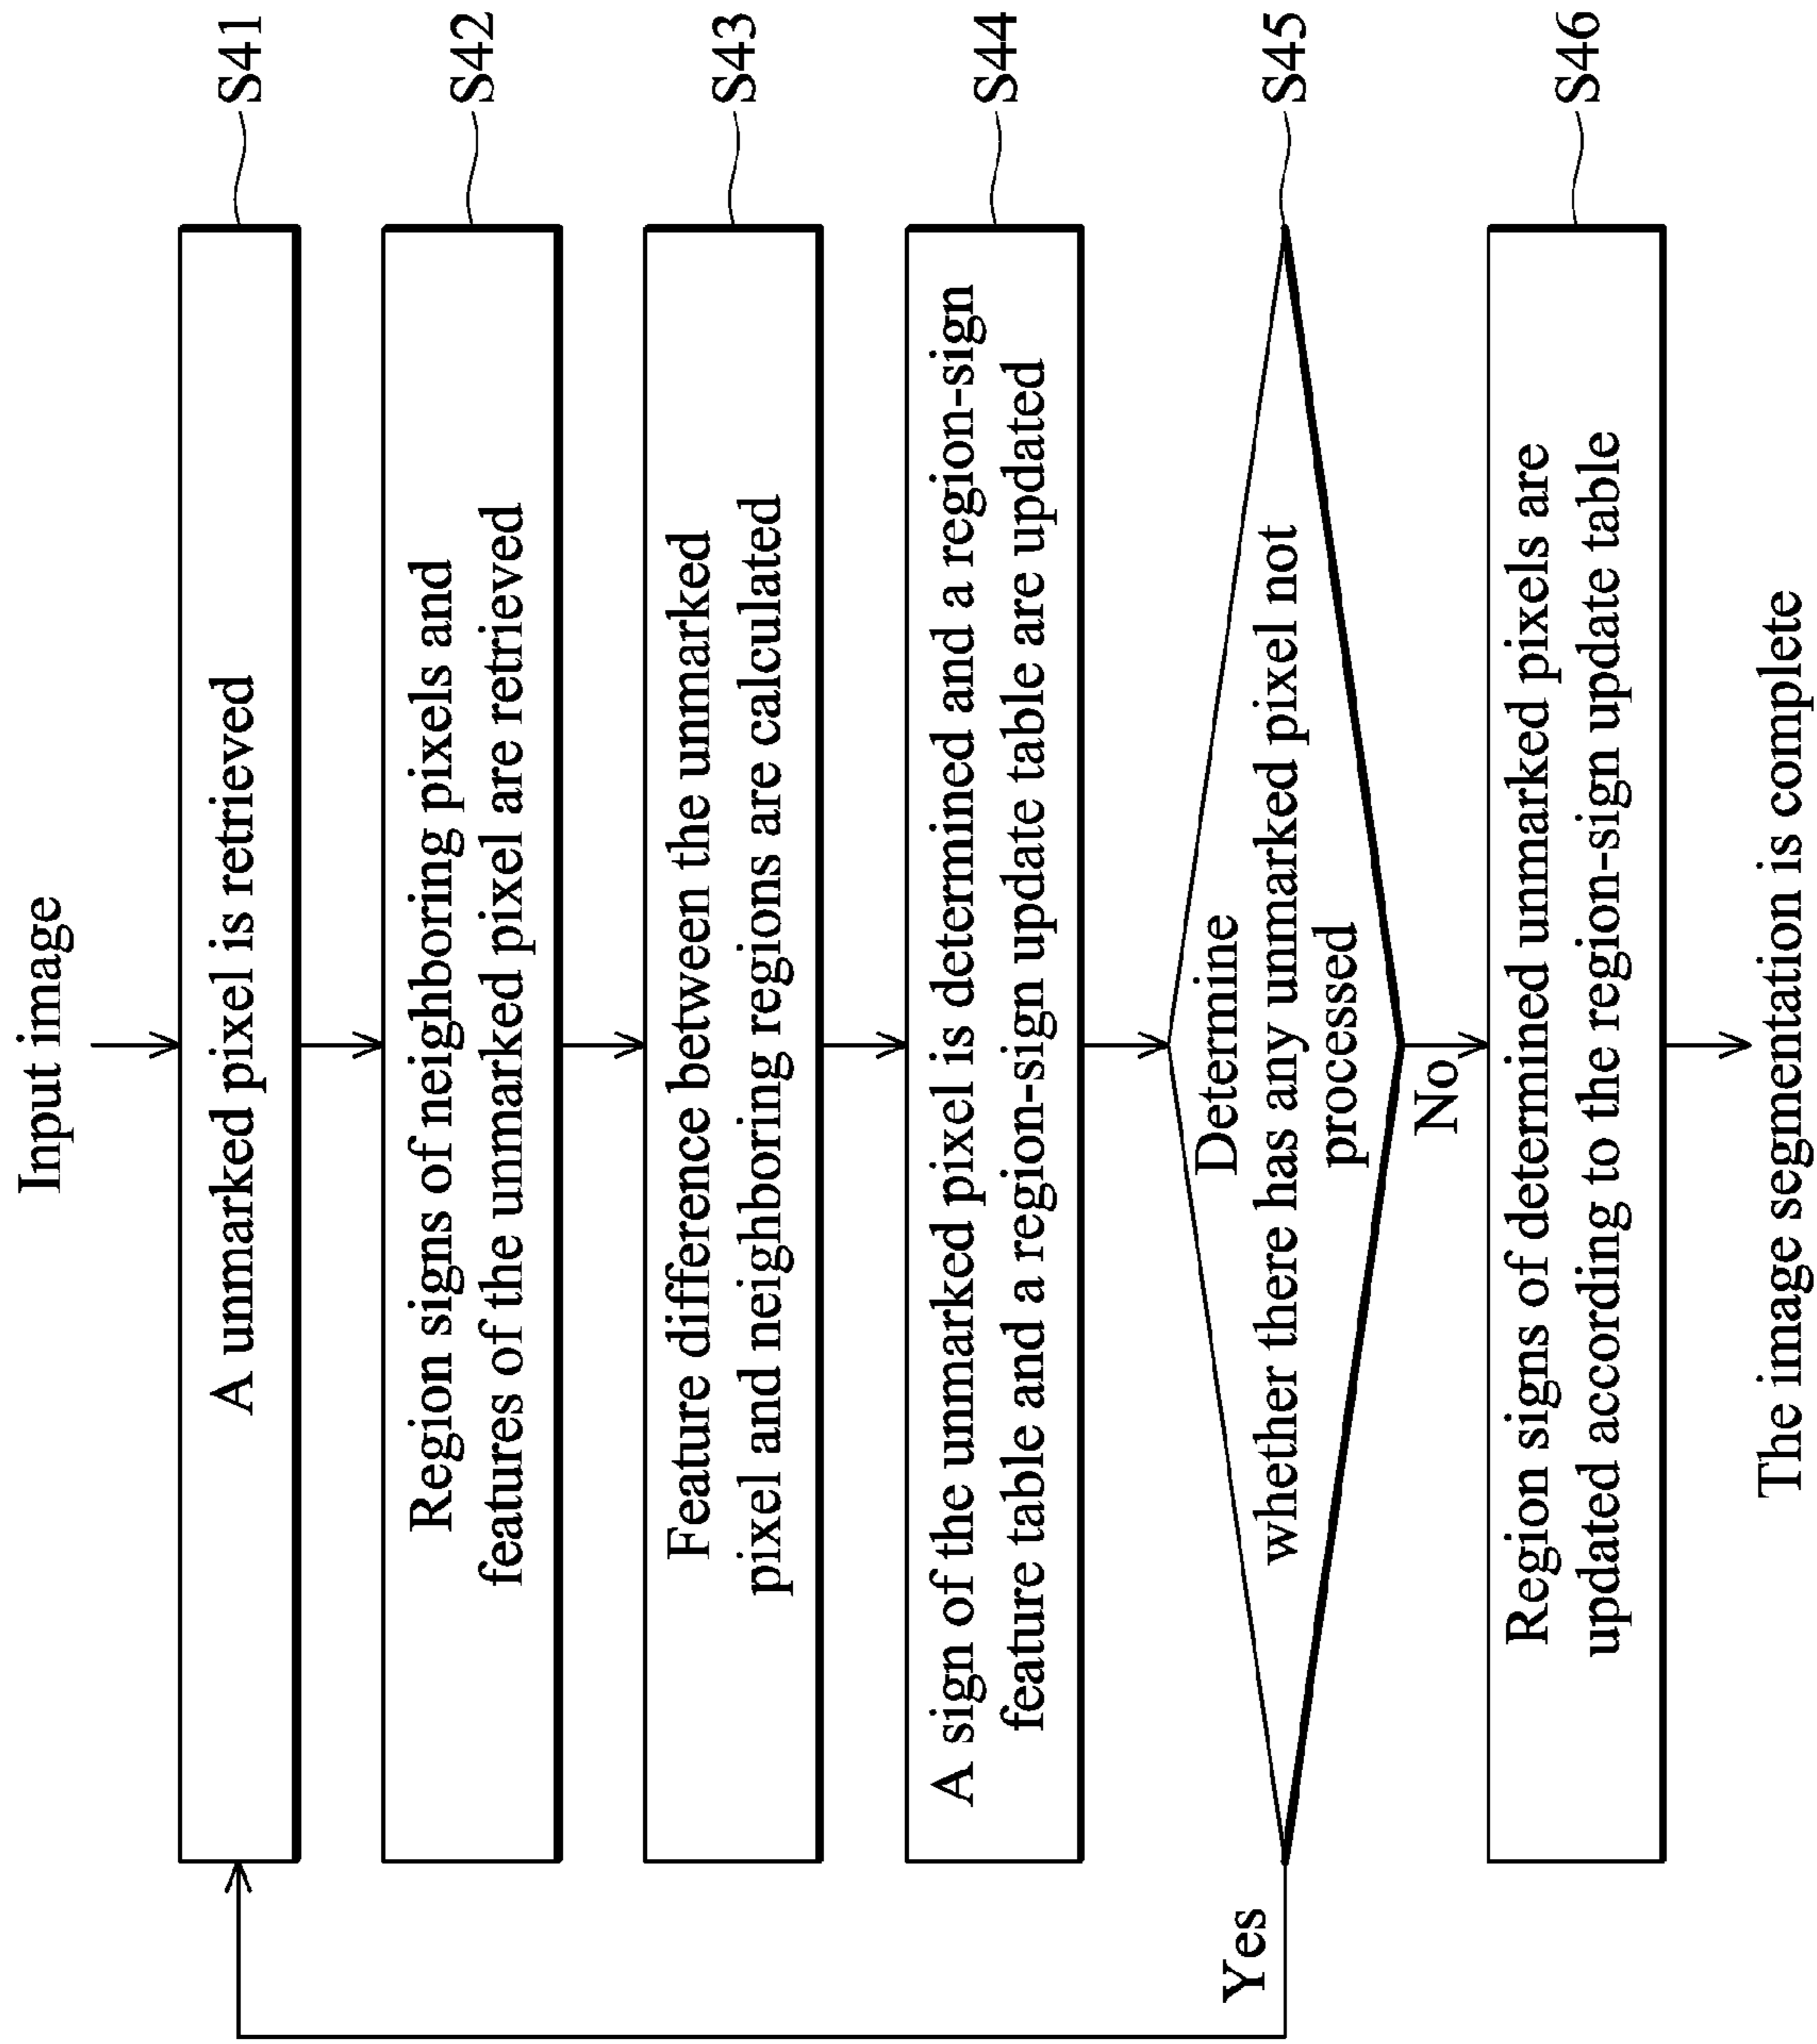 Input image
A unmarked pixel is retrieved
S41
Region signs of neighboring pixels and
features of the unmarked pixel are retrieved
S42
Feature difference between the unmarked
pixel and neighboring regions are calculated
S43
A sign of the unmarked pixel is determined and a region-sign
feature table and a region-sign update table are updated
S44
Determine
whether there has any unmarked pixel not
processed
S45
Yes
No
Region signs of determined unmarked pixels are
updated according to the region-sign update table
S46
The image segmentation is complete